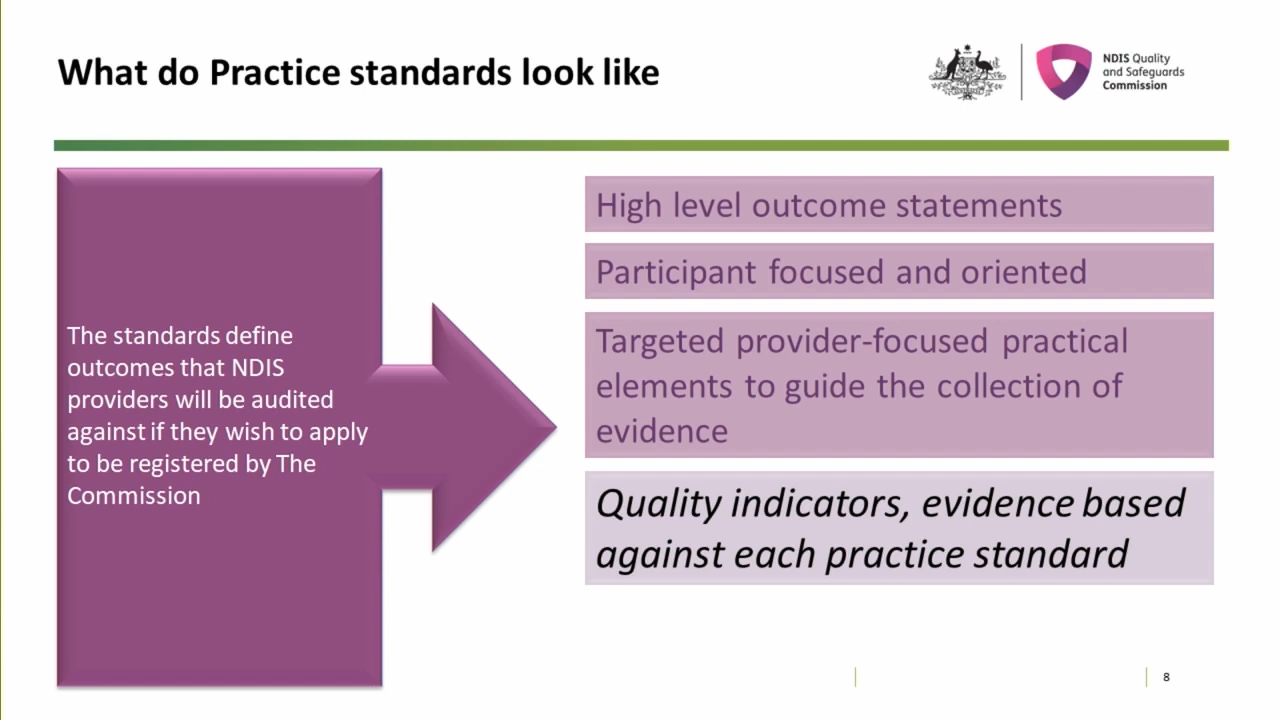 What do Practice standards look like
NDIS Quality
and Safeguards
Commission
The standards define
outcomes that NDIS
providers will be audited
against if they wish to apply
to be registered by The
Commission
High level outcome statements
Participant focused and oriented
Targeted provider-focused practical
elements to guide the collection of
evidence
Quality indicators, evidence based
against each practice standard
8